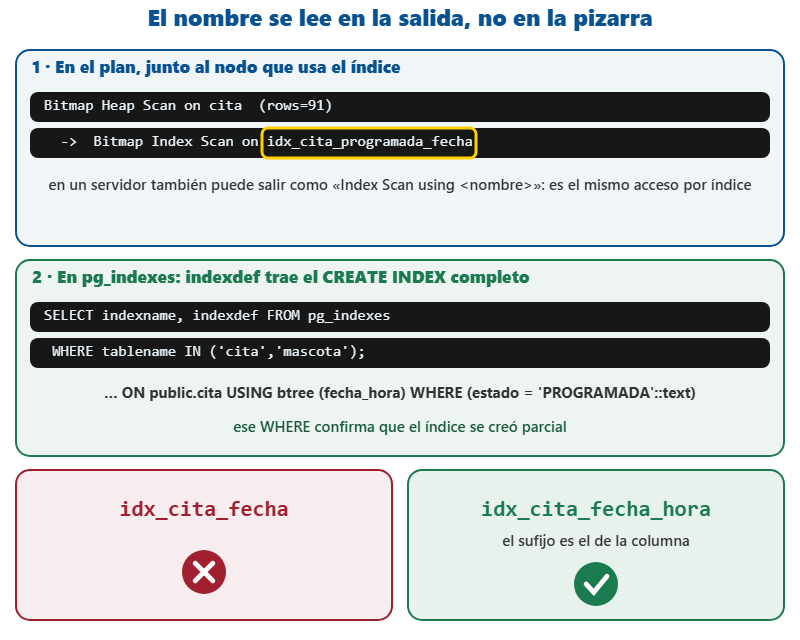 El nombre se lee en la salida, no en la pizarra
1 · En el plan, junto al nodo que usa el índice
Bitmap Heap Scan on cita  (rows=91)
->  Bitmap Index Scan on idx_cita_programada_fecha
en un servidor también puede salir como «Index Scan using <nombre>»: es el mismo acceso por índice
2 · En pg_indexes: indexdef trae el CREATE INDEX completo
SELECT indexname, indexdef FROM pg_indexes
WHERE tablename IN ('cita','mascota');
... ON public.cita USING btree (fecha_hora) WHERE (estado = 'PROGRAMADA'::text)
ese WHERE confirma que el índice se creó parcial
idx_cita_fecha
idx_cita_fecha_hora
el sufijo es el de la columna